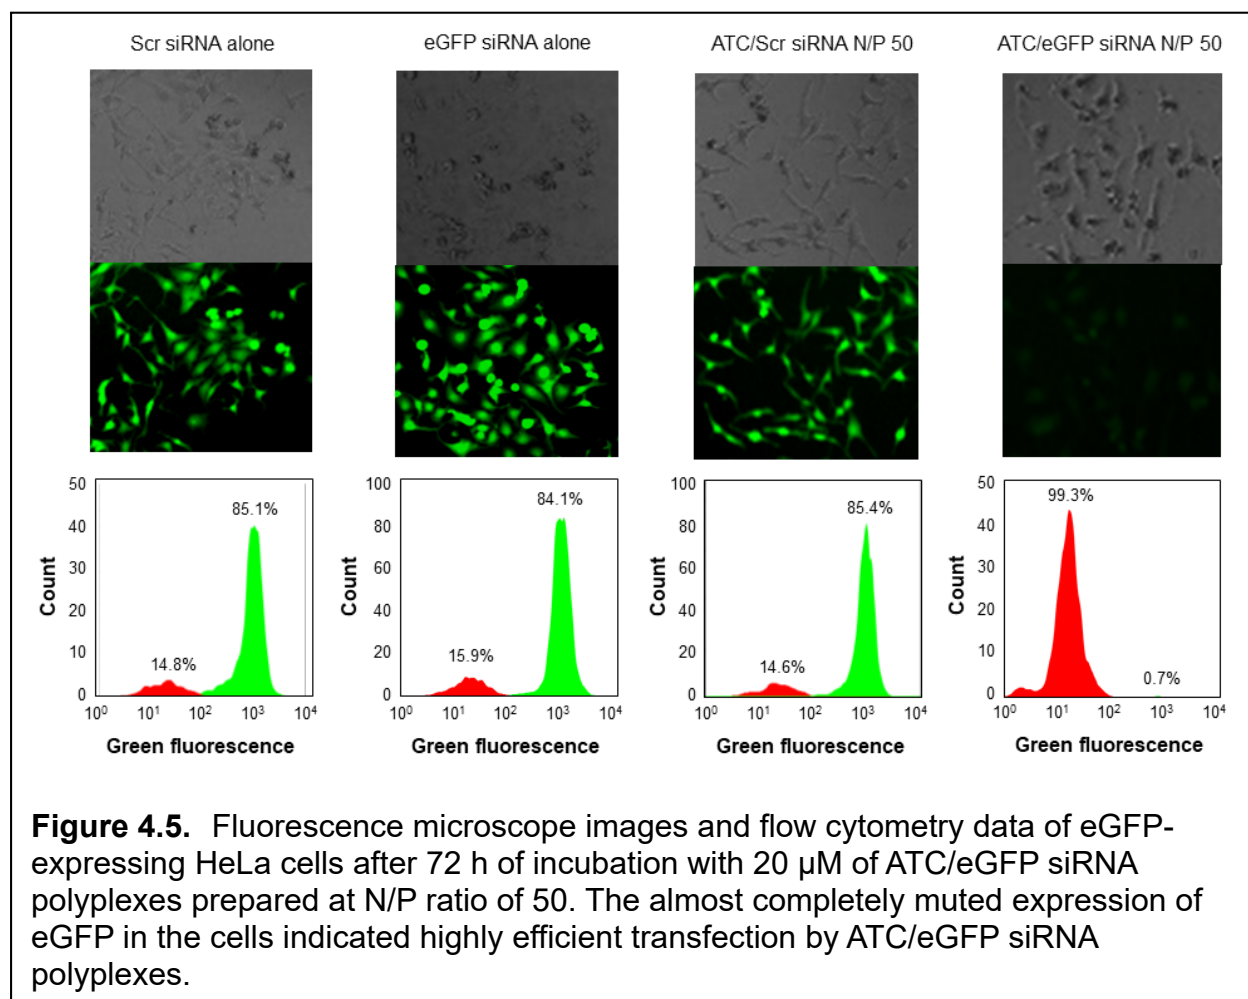 Scr siRNA alone
eGFP siRNA alone
ATC/Scr siRNA N/P 50
ATC/eGFP siRNA N/P 50
50
40
30
20
10
0
Count
85.1%
14.8%
10⁰ 10¹ 10² 10³ 10⁴
Green fluorescence
100
80
60
40
20
0
Count
84.1%
15.9%
10⁰ 10¹ 10² 10³ 10⁴
Green fluorescence
100
80
60
40
20
0
Count
85.4%
14.6%
10⁰ 10¹ 10² 10³ 10⁴
Green fluorescence
50
40
30
20
10
0
Count
99.3%
0.7%
10⁰ 10¹ 10² 10³ 10⁴
Green fluorescence
Figure 4.5. Fluorescence microscope images and flow cytometry data of eGFP-
expressing HeLa cells after 72 h of incubation with 20 µM of ATC/eGFP siRNA
polyplexes prepared at N/P ratio of 50. The almost completely muted expression of
eGFP in the cells indicated highly efficient transfection by ATC/eGFP siRNA
polyplexes.